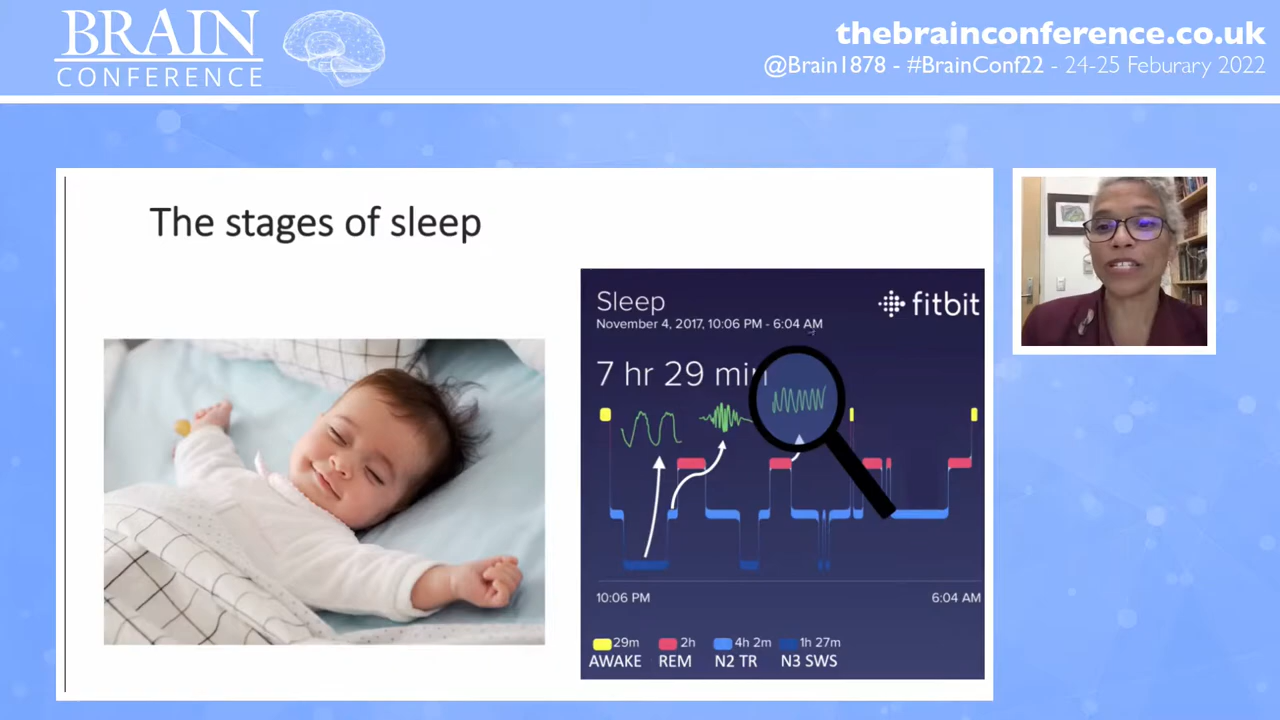 BRAIN
CONFERENCE
thebrainconference.co.uk
@Brain1878 - #BrainConf22 - 24-25 Feburary 2022
The stages of sleep
Sleep
fitbit
November 4, 2017, 10:06 PM - 6:04 AM
7 hr 29 min
10:06 PM
6:04 AM
29m
2h
4h 2m
1h 27m
AWAKE
REM
N2 TR
N3 SWS